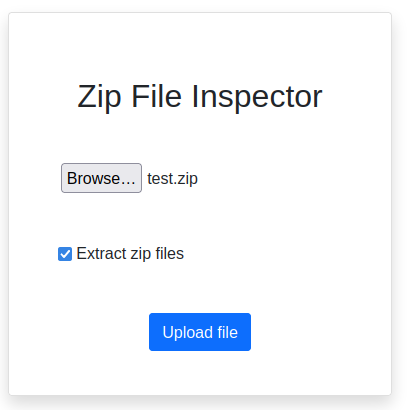 Zip File Inspector
Browse… test.zip
Extract zip files
Upload file